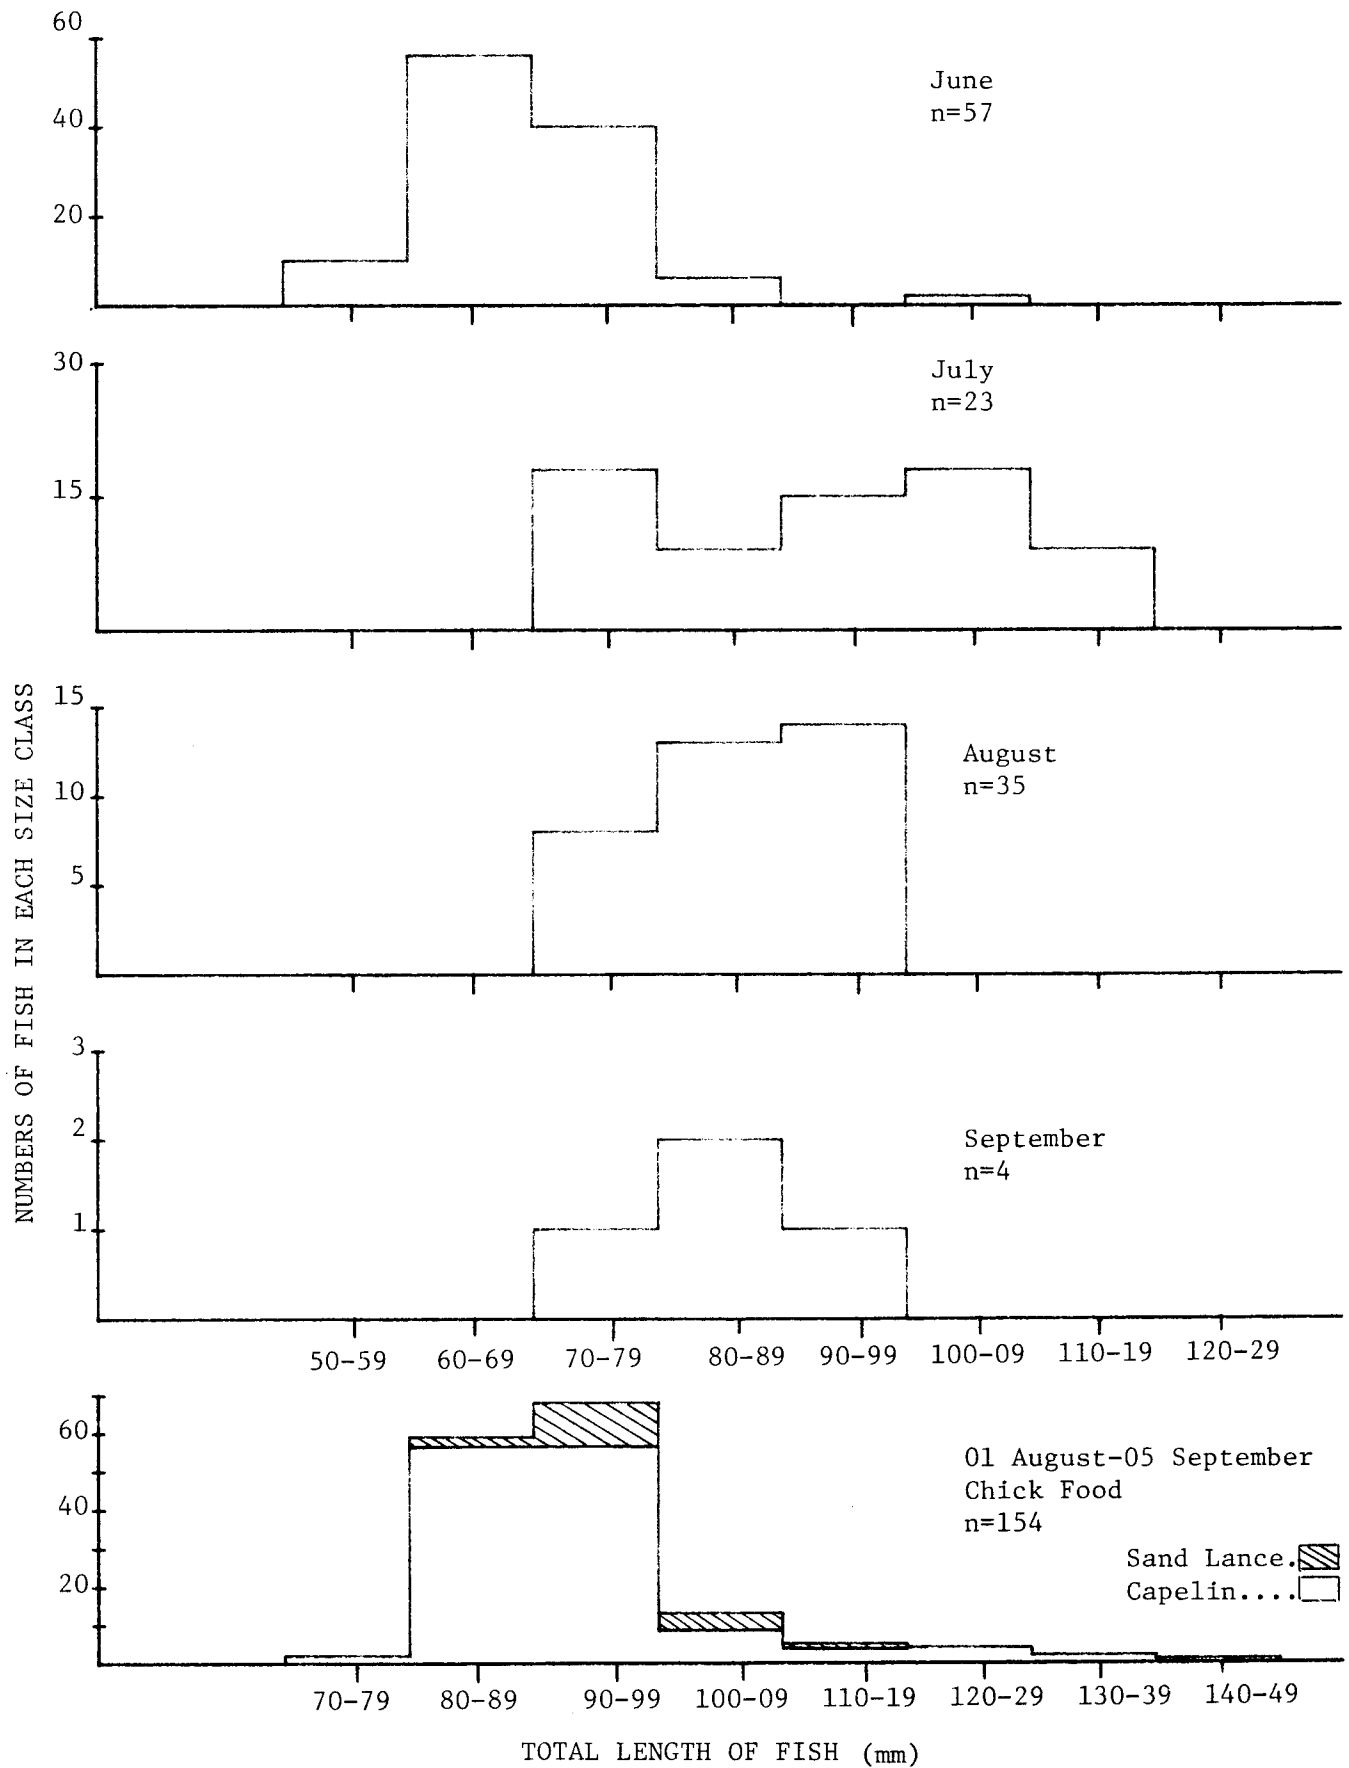 60
June
n=57
40
20
30
July
n=23
15
NUMBERS OF FISH IN EACH SIZE CLASS
15
August
n=35
10
5
3
September
n=4
2
1
50-59 60-69 70-79 80-89 90-99 100-09 110-19 120-29
60
01 August-05 September
Chick Food
n=154
40
Sand Lance.
Capelin....
20
70-79 80-89 90-99 100-09 110-19 120-29 130-39 140-49
TOTAL LENGTH OF FISH (mm)